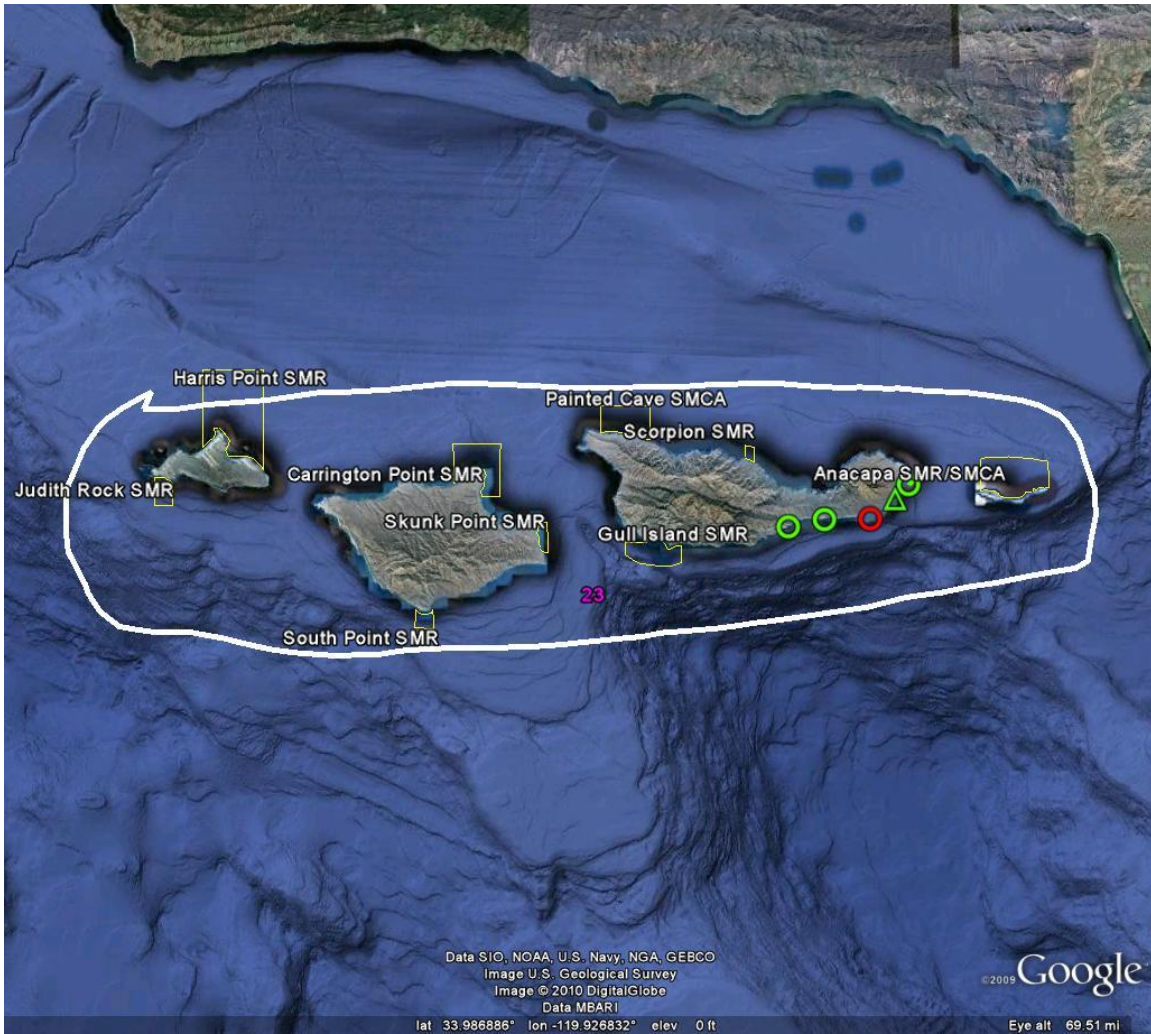 Harris Point SMR
Painted Cave SMCA
Scorpion SMR
Carrington Point SMR
Anacapa SMR/SMCA
Judith Rock SMR
Skunk Point SMR
Gull Island SMR
23
South Point SMR
Data SIO, NOAA, U.S. Navy, NGA, GEBCO
Image U.S. Geological Survey
Image © 2010 DigitalGlobe
Data MBARI
©2009 Google
lat 33.986886° lon -119.926832° elev 0 ft Eye alt 69.51 mi